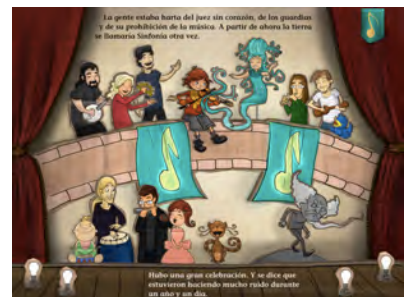 La gente estaba harta del juez sin corazón, de los guardias
y de su prohibición de la música. A partir de ahora la tierra
se llamaría Sinfonía otra vez.
Hubo una gran celebración. Y se dice que
estuvieron haciendo mucho ruido durante
un año y un día.